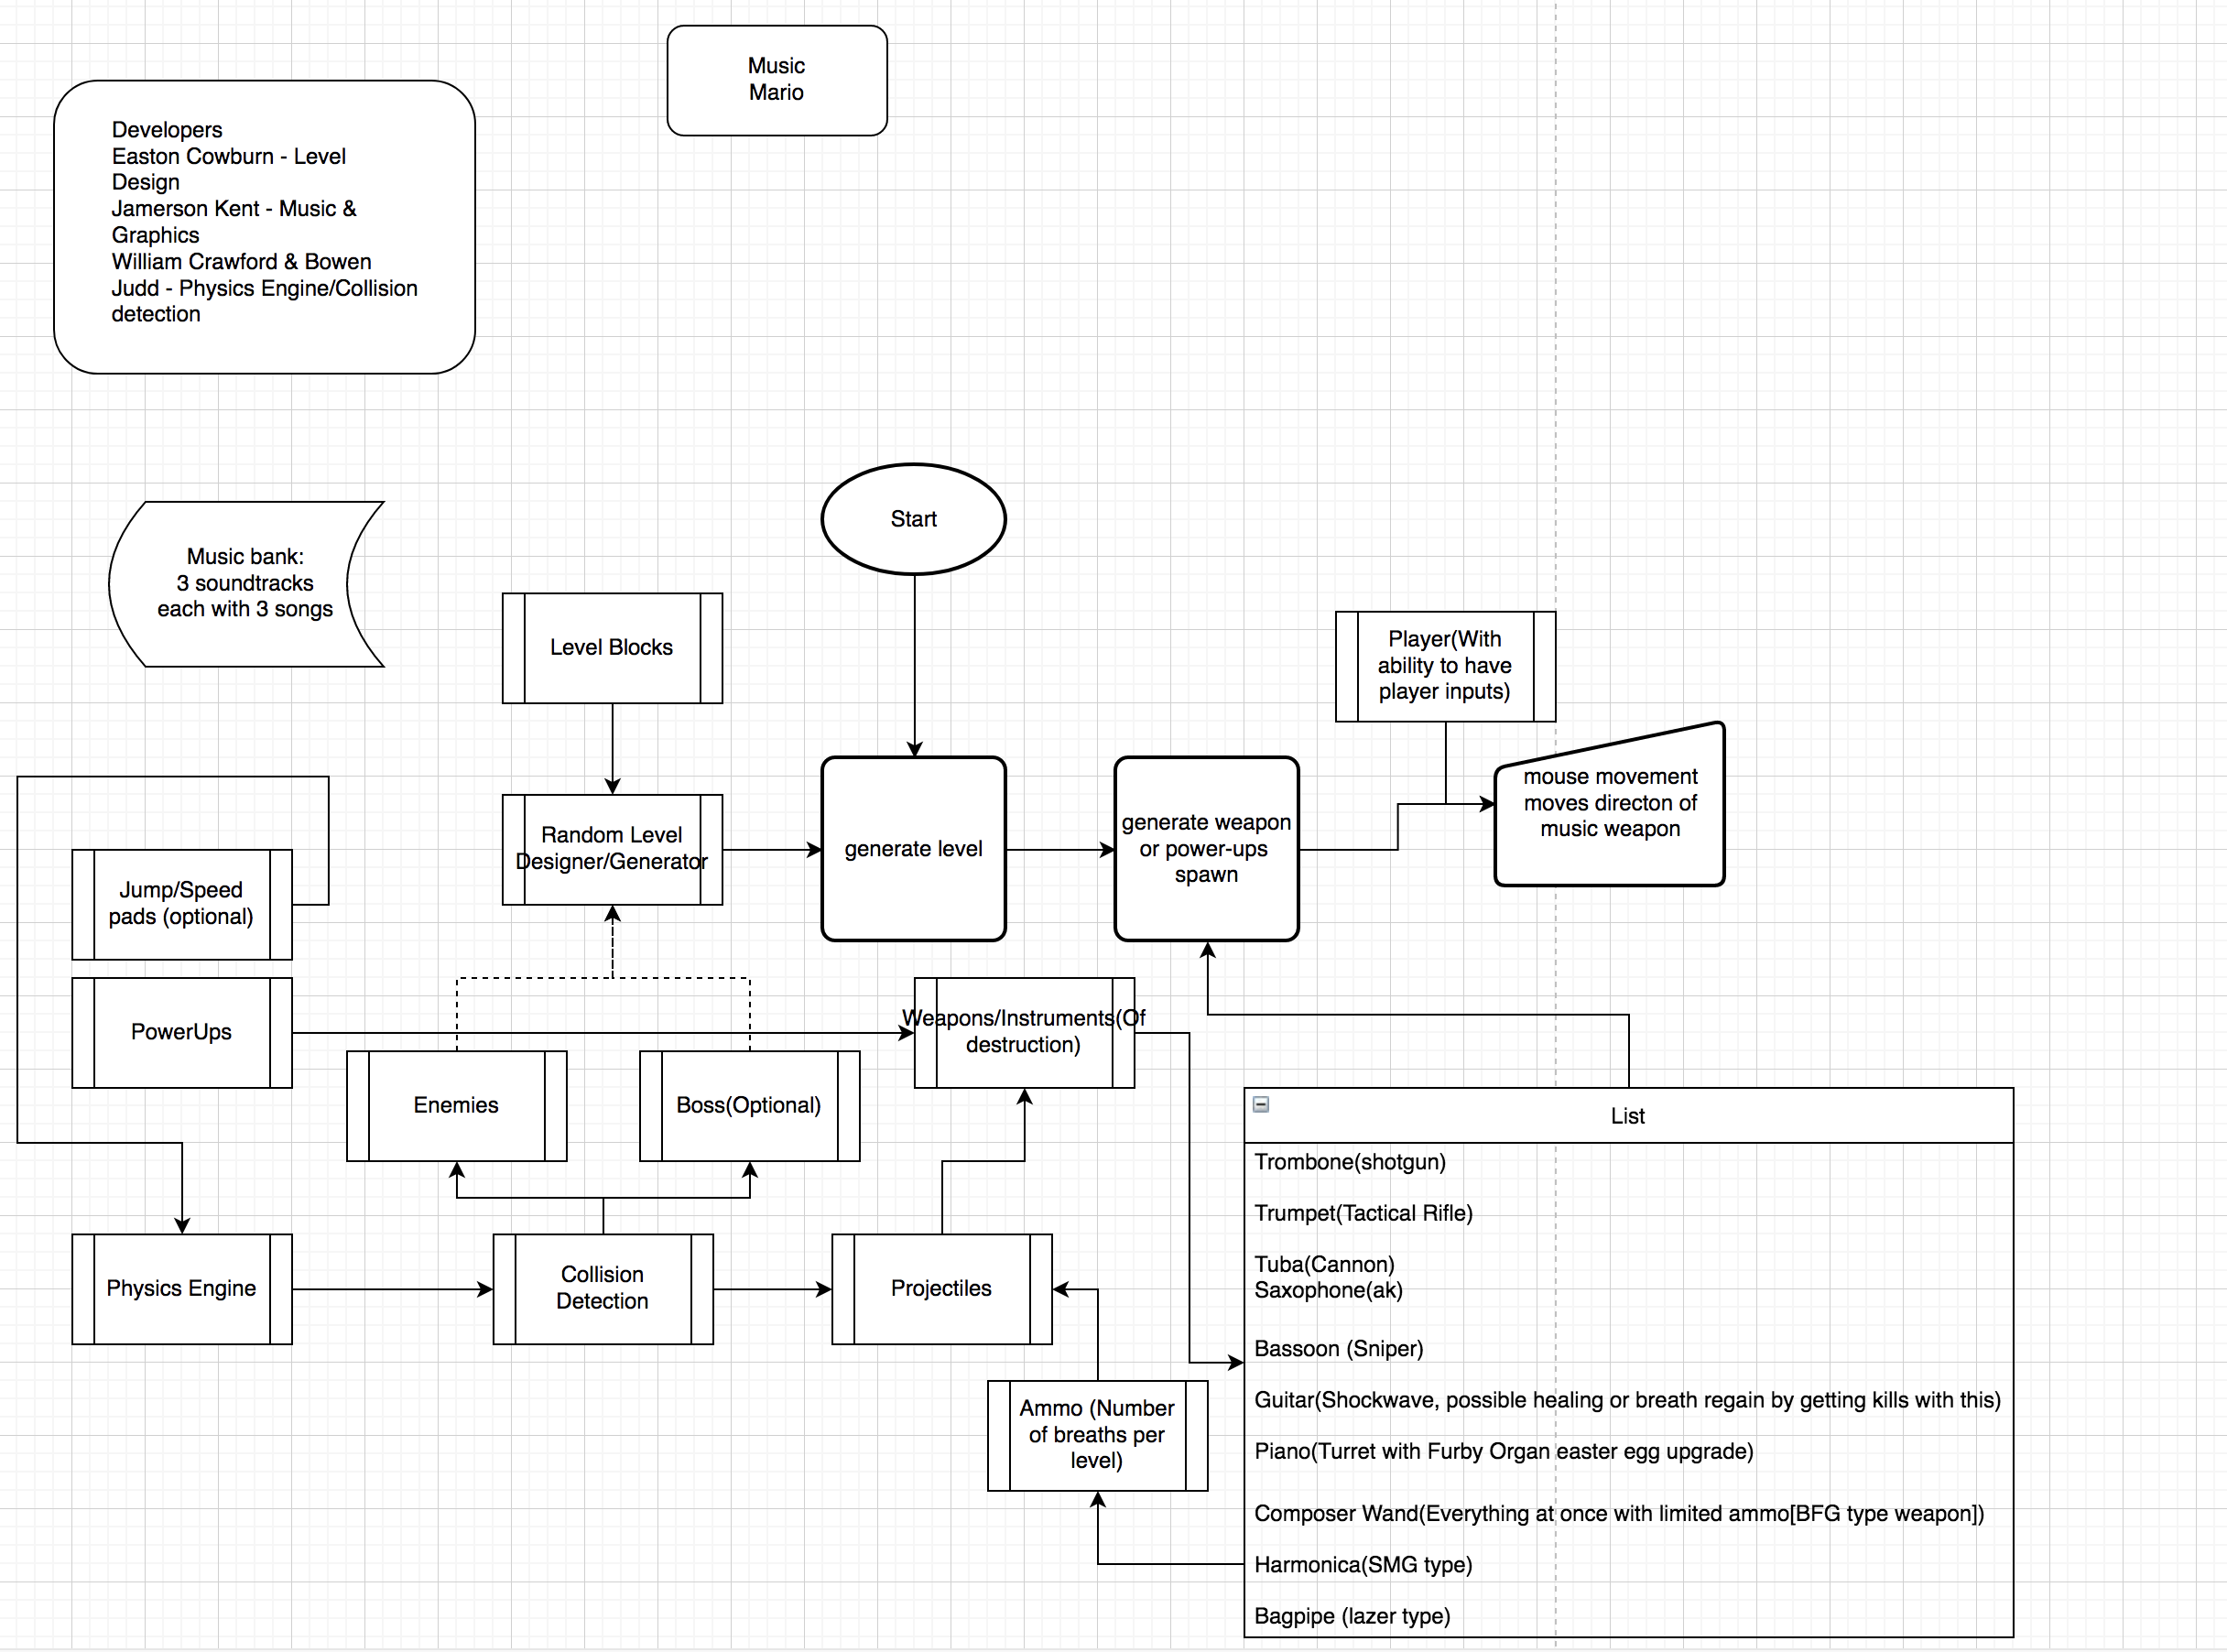 Music
Mario
Developers
Easton Cowburn - Level
Design
Jamerson Kent - Music &
Graphics
William Crawford & Bowen
Judd - Physics Engine/Collision
detection
Start
Music bank:
3 soundtracks
each with 3 songs
Level Blocks
Player(With
ability to have
player inputs)
mouse movement
moves directon of
music weapon
Random Level
Designer/Generator
generate level
generate weapon
or power-ups
spawn
Jump/Speed
pads (optional)
PowerUps
Weapons/Instruments(Of
destruction)
Enemies
Boss(Optional)
List
Trombone(shotgun)
Trumpet(Tactical Rifle)
Tuba(Cannon)
Saxophone(ak)
Bassoon (Sniper)
Guitar(Shockwave, possible healing or breath regain by getting kills with this)
Piano(Turret with Furby Organ easter egg upgrade)
Composer Wand(Everything at once with limited ammo[BFG type weapon])
Harmonica(SMG type)
Bagpipe (lazer type)
Physics Engine
Collision
Detection
Projectiles
Ammo (Number
of breaths per
level)